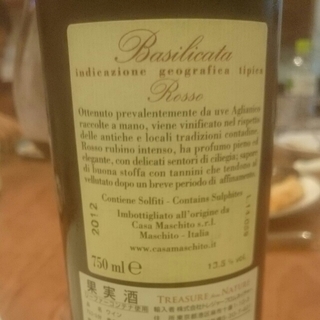 Basilicata
indicazione geografica tipica
Rosso
Ottenuto prevalentemente da uve Aglianico
raccolte a mano, viene vinificato nel rispetto
delle antiche e locali tradizioni contadine.
Rosso rubino intenso, ha profumo pieno ed
elegante, con delicati sentori di ciliegia; sapore
di buona stoffa con tannini che tendono al
vellutato dopo un breve periodo di affinamento.
Contiene Solfiti - Contains Sulphites
2012
Imbottigliato all'origine da
Casa Maschito s.r.l.
Maschito - Italia
www.casamaschito.it
750 ml e
13,5% vol.
果実酒
TREASURE from NATURE